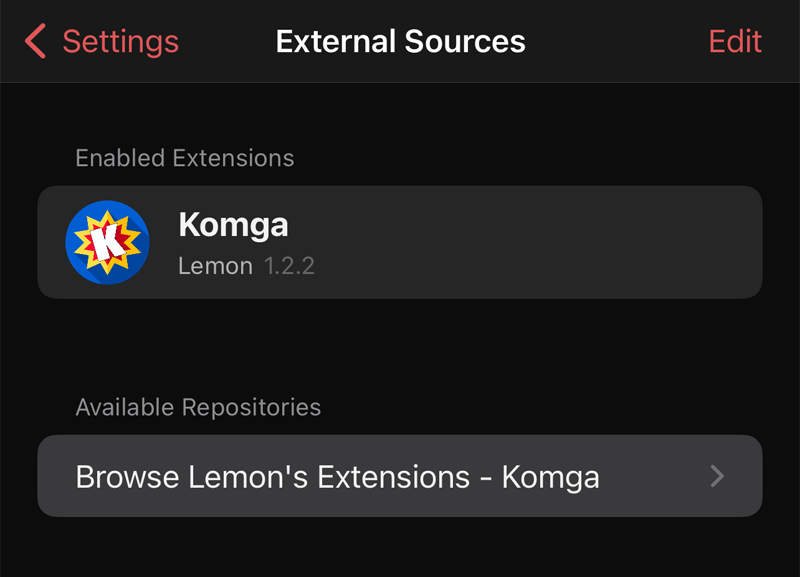 Settings
External Sources
Edit
Enabled Extensions
K
Komga
Lemon 1.2.2
Available Repositories
Browse Lemon's Extensions - Komga